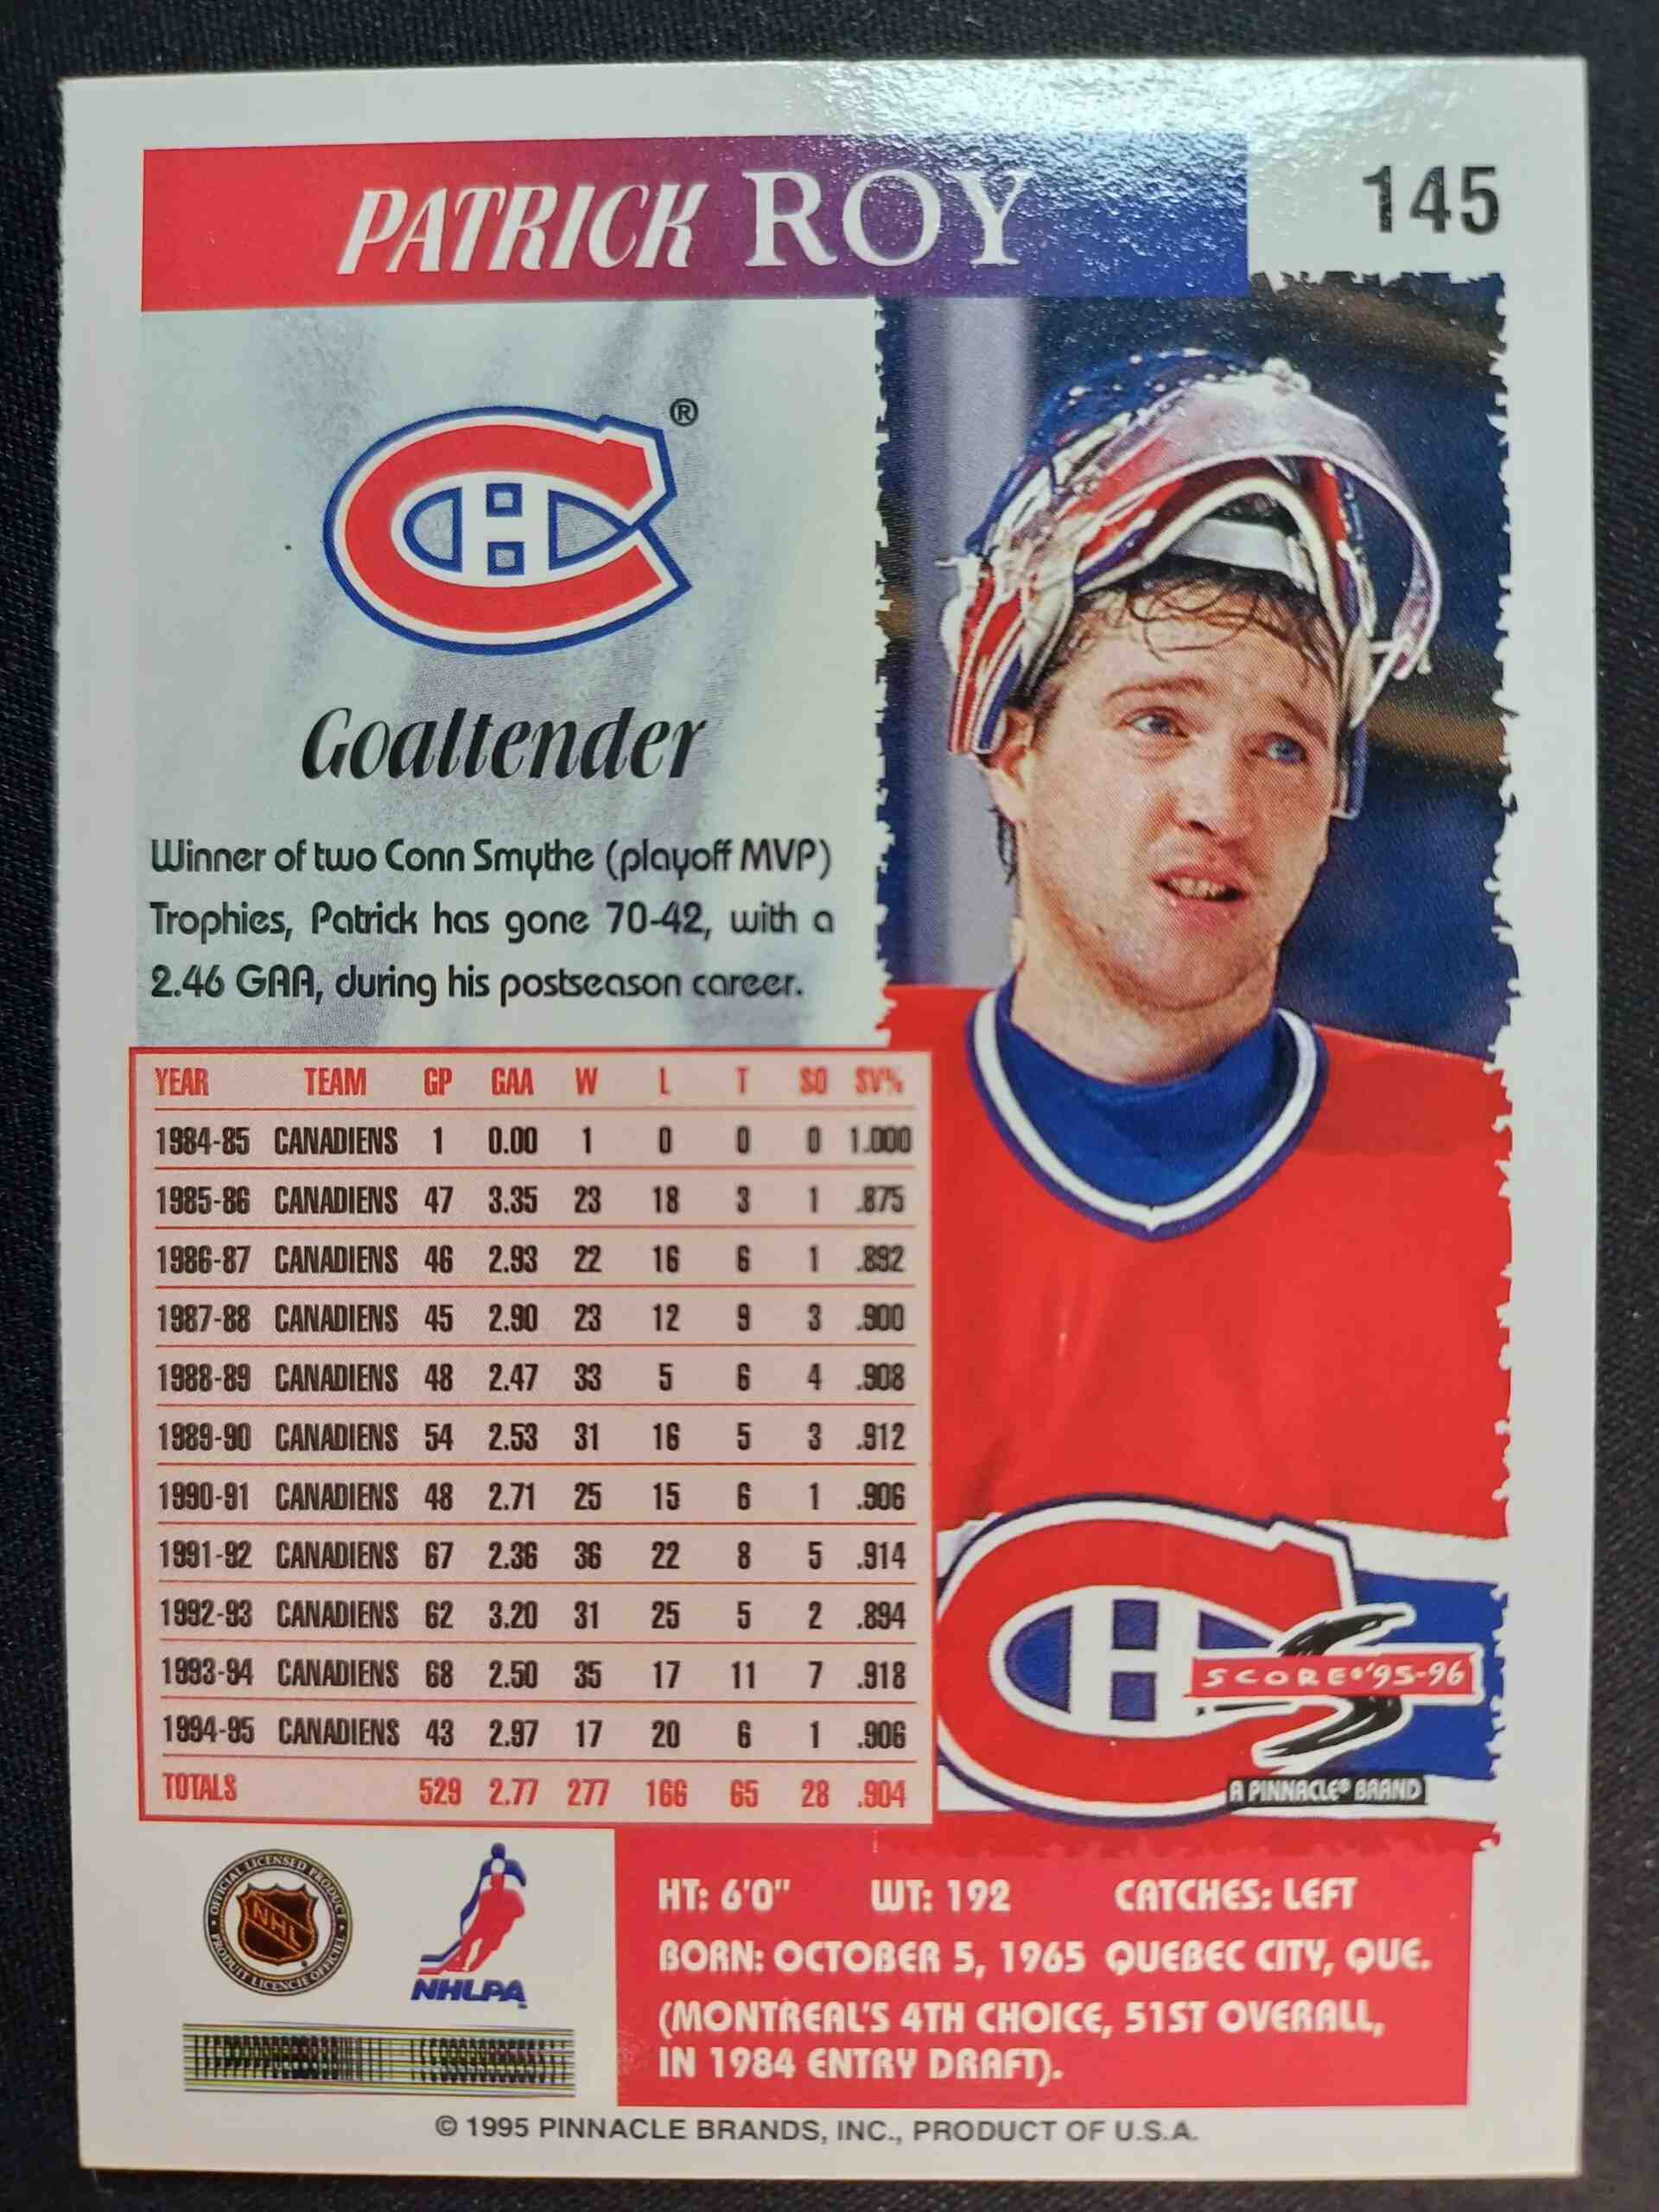 PATRICK ROY
145
®
Goaltender
Winner of two Conn Smythe (playoff MVP)
Trophies, Patrick has gone 70-42, with a
2.46 GAA, during his postseason career.
YEAR TEAM GP GAA W L T SO SV%
1984-85 CANADIENS 1 0.00 1 0 0 0 1.000
1985-86 CANADIENS 47 3.35 23 18 3 1 .875
1986-87 CANADIENS 46 2.93 22 16 6 1 .892
1987-88 CANADIENS 45 2.90 23 12 9 3 .900
1988-89 CANADIENS 48 2.47 33 5 6 4 .908
1989-90 CANADIENS 54 2.53 31 16 5 3 .912
1990-91 CANADIENS 48 2.71 25 15 6 1 .906
1991-92 CANADIENS 67 2.36 36 22 8 5 .914
1992-93 CANADIENS 62 3.20 31 25 5 2 .894
1993-94 CANADIENS 68 2.50 35 17 11 7 .918
1994-95 CANADIENS 43 2.97 17 20 6 1 .906
TOTALS 529 2.77 277 166 65 28 .904
SCORE®'95-96
A PINNACLE® BRAND
OFFICIAL LICENSED PRODUCT
NHL
PRODUIT LICENCIE OFFICIEL
NHLPA
HT: 6'0" WT: 192 CATCHES: LEFT
BORN: OCTOBER 5, 1965 QUEBEC CITY, QUE.
(MONTREAL'S 4TH CHOICE, 51ST OVERALL,
IN 1984 ENTRY DRAFT).
© 1995 PINNACLE BRANDS, INC., PRODUCT OF U.S.A.